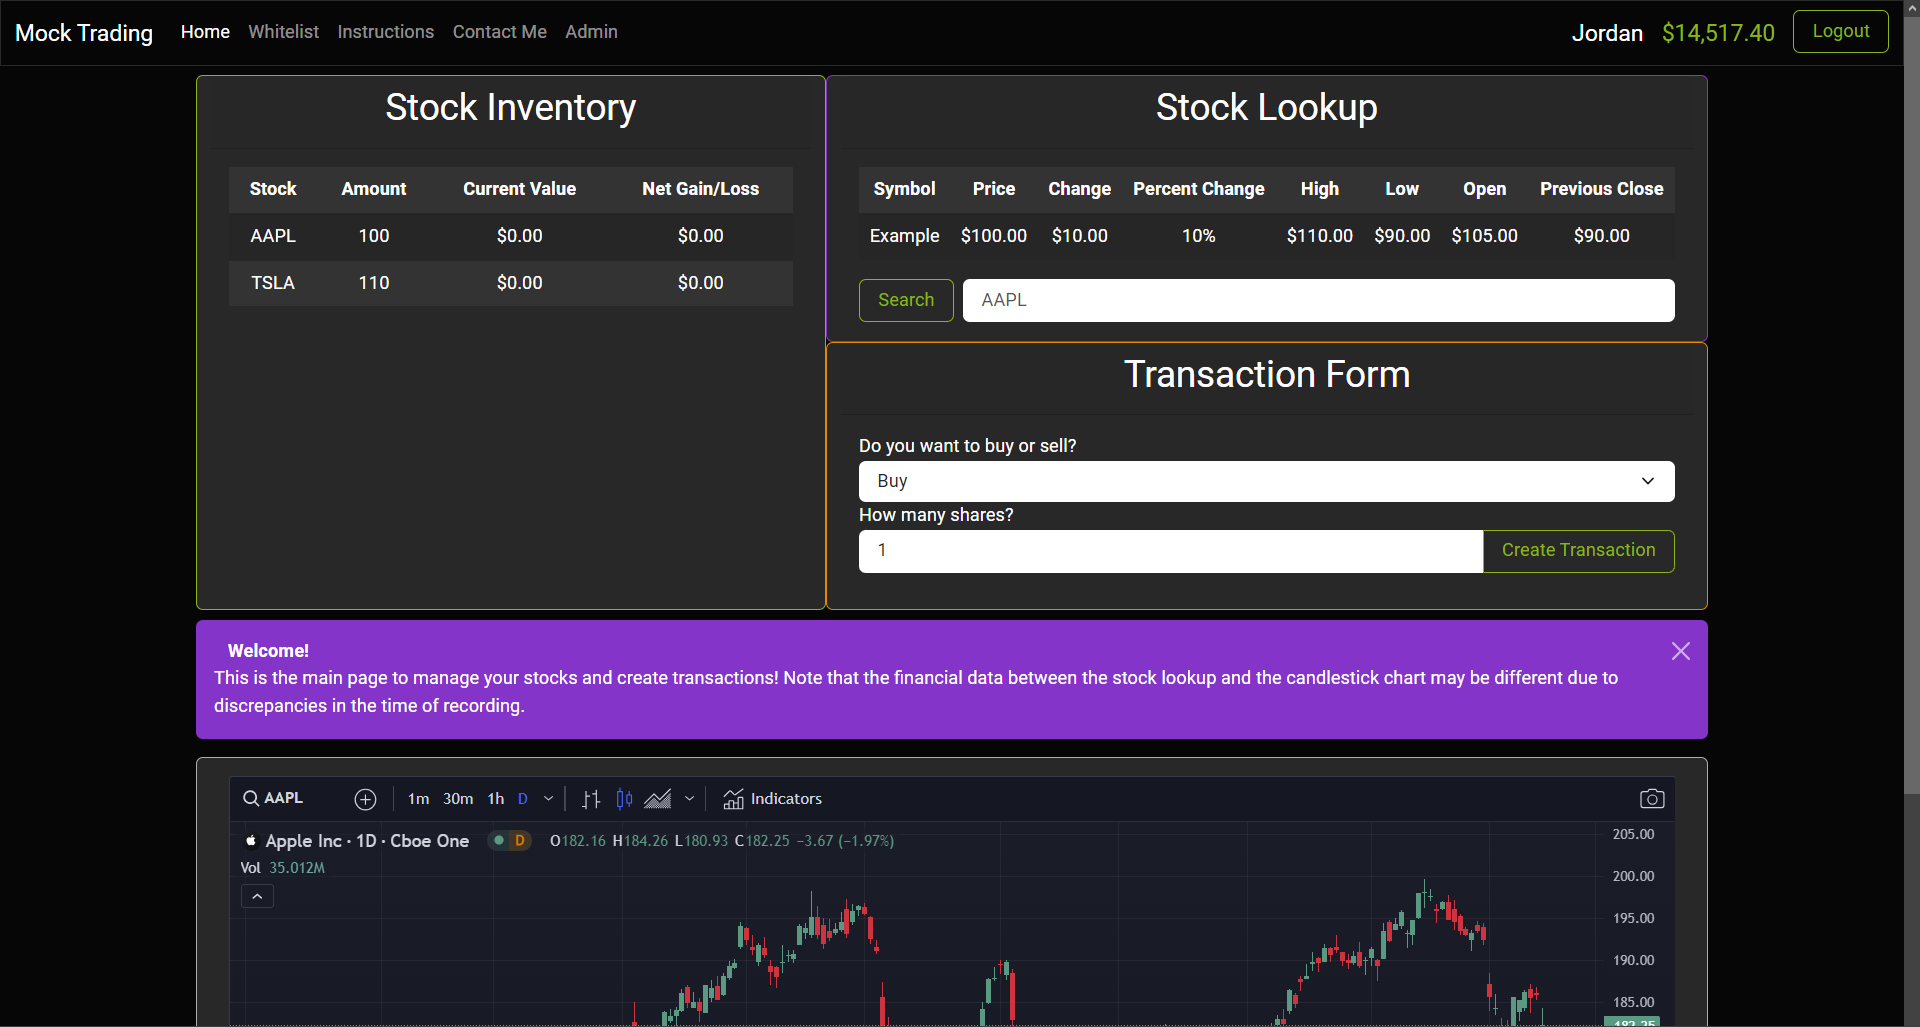 Mock Trading Home Whitelist Instructions Contact Me Admin Jordan $14,517.40 Logout
Stock Inventory
Stock Amount Current Value Net Gain/Loss
AAPL 100 $0.00 $0.00
TSLA 110 $0.00 $0.00
Stock Lookup
Symbol Price Change Percent Change High Low Open Previous Close
Example $100.00 $10.00 10% $110.00 $90.00 $105.00 $90.00
Search AAPL
Transaction Form
Do you want to buy or sell?
Buy
How many shares?
1 Create Transaction
Welcome!
This is the main page to manage your stocks and create transactions! Note that the financial data between the stock lookup and the candlestick chart may be different due to
discrepancies in the time of recording.
AAPL 1m 30m 1h D Indicators
Apple Inc · 1D · Cboe One D O182.16 H184.26 L180.93 C182.25 −3.67 (−1.97%)
Vol 35.012M
205.00
200.00
195.00
190.00
185.00
182.25